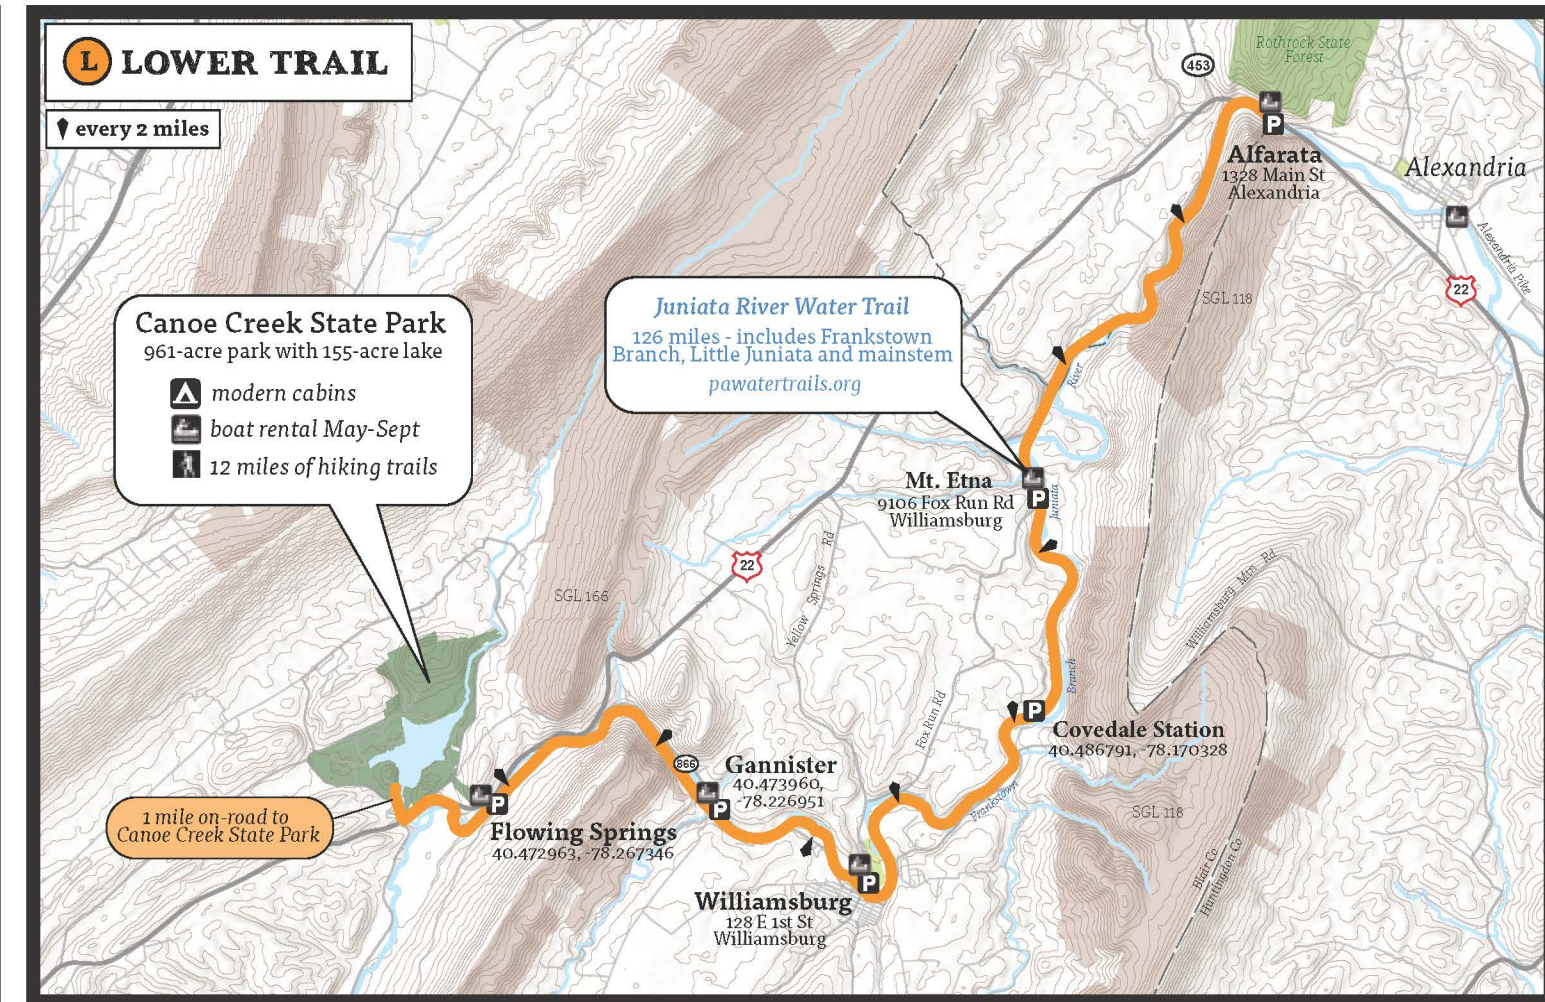 L LOWER TRAIL
every 2 miles
Rothrock State
Forest
453
Alfarata
1328 Main St
Alexandria
Alexandria
Alexandria Pike
22
SGL 118
Juniata River Water Trail
126 miles - includes Frankstown
Branch, Little Juniata and mainstem
pawatertrails.org
Canoe Creek State Park
961-acre park with 155-acre lake
modern cabins
boat rental May-Sept
12 miles of hiking trails
River
Mt. Etna
9106 Fox Run Rd
Williamsburg
P
Juniata
22
Yellow Springs Rd
SGL 166
Williamsburg Mtn Rd
Branch
Fox Run Rd
P
Covedale Station
40.486791, -78.170328
866
Gannister
40.473960,
-78.226951
P
P
Flowing Springs
40.472963, -78.267346
1 mile on-road to
Canoe Creek State Park
Frankstown
SGL 118
Blair Co
Huntingdon Co
P
Williamsburg
128 E 1st St
Williamsburg
P